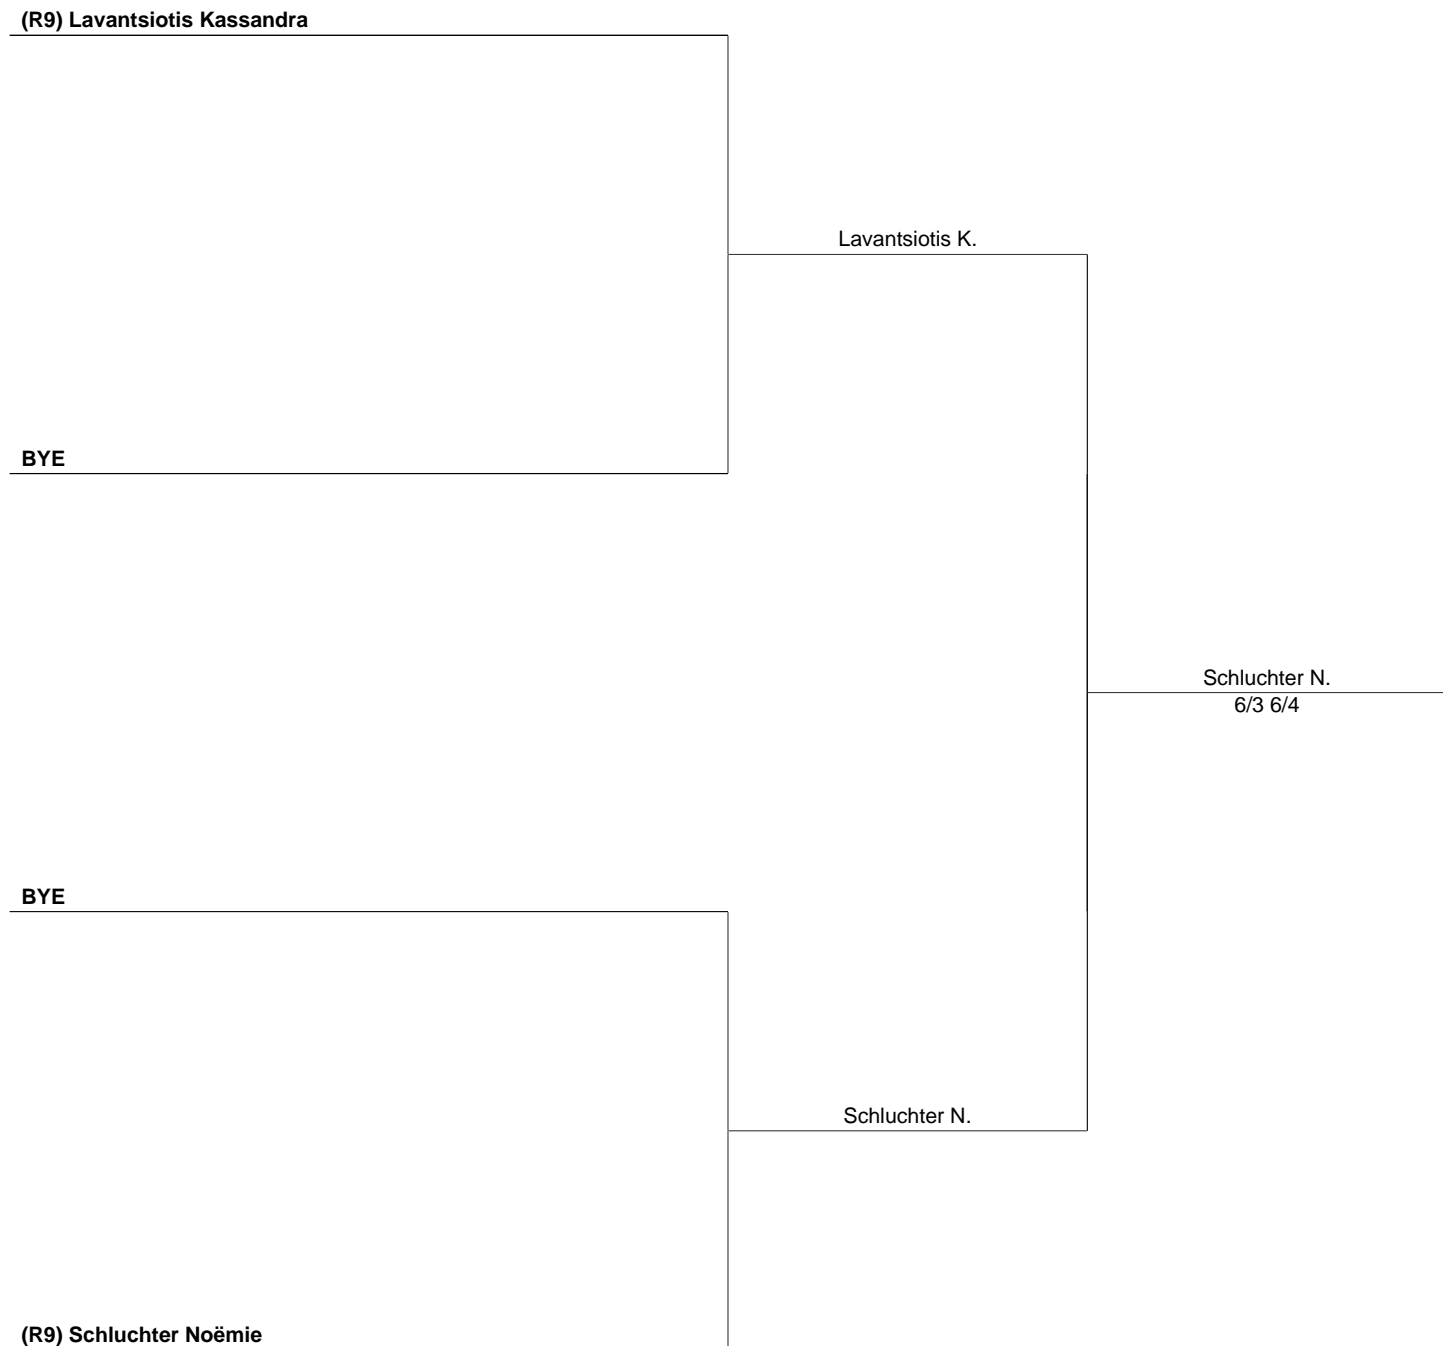 (R9) Lavantsiotis Kassandra
Lavantsiotis K.
BYE
Schluchter N.
6/3 6/4
BYE
Schluchter N.
(R9) Schluchter Noëmie